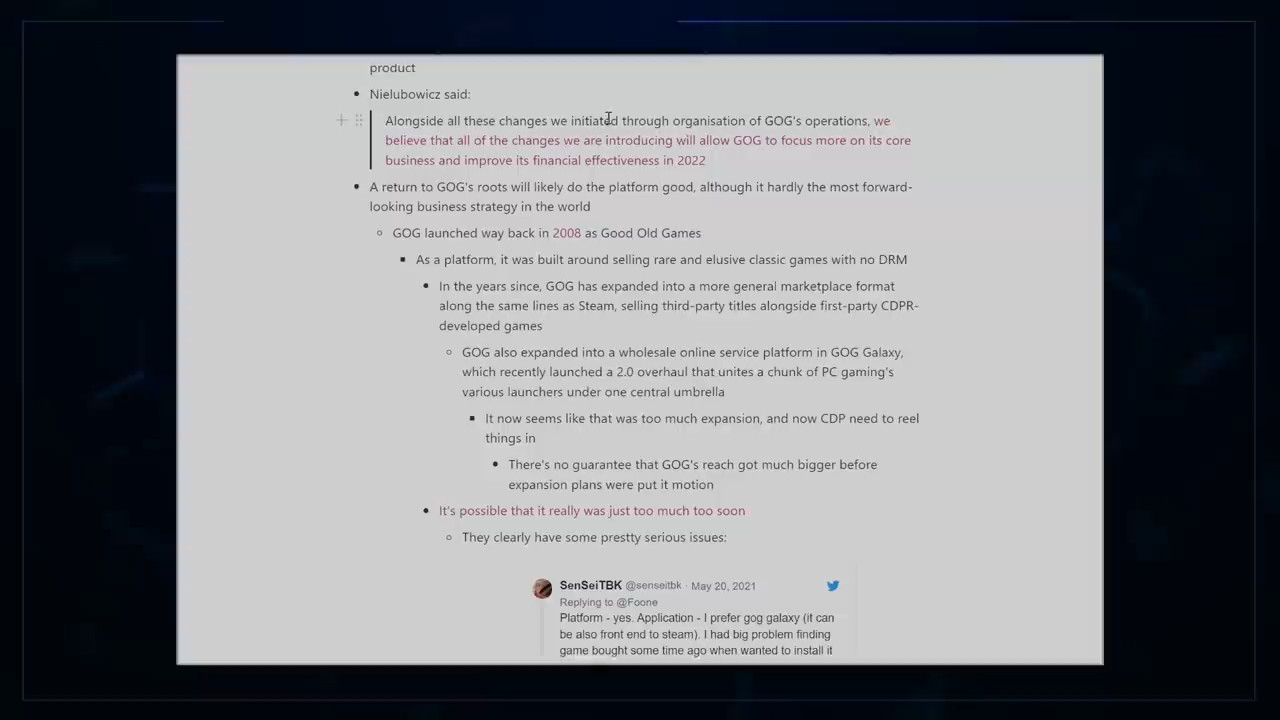 product
• Nielubowicz said:
Alongside all these changes we initiated through organisation of GOG's operations, we
believe that all of the changes we are introducing will allow GOG to focus more on its core
business and improve its financial effectiveness in 2022
• A return to GOG's roots will likely do the platform good, although it hardly the most forward-
looking business strategy in the world
◦ GOG launched way back in 2008 as Good Old Games
▪ As a platform, it was built around selling rare and elusive classic games with no DRM
• In the years since, GOG has expanded into a more general marketplace format
along the same lines as Steam, selling third-party titles alongside first-party CDPR-
developed games
◦ GOG also expanded into a wholesale online service platform in GOG Galaxy,
which recently launched a 2.0 overhaul that unites a chunk of PC gaming's
various launchers under one central umbrella
▪ It now seems like that was too much expansion, and now CDP need to reel
things in
• There's no guarantee that GOG's reach got much bigger before
expansion plans were put it motion
• It's possible that it really was just too much too soon
◦ They clearly have some prestty serious issues:
SenSeiTBK @senseitbk · May 20, 2021
Replying to @Foone
Platform - yes. Application - I prefer gog galaxy (it can
be also front end to steam). I had big problem finding
game bought some time ago when wanted to install it